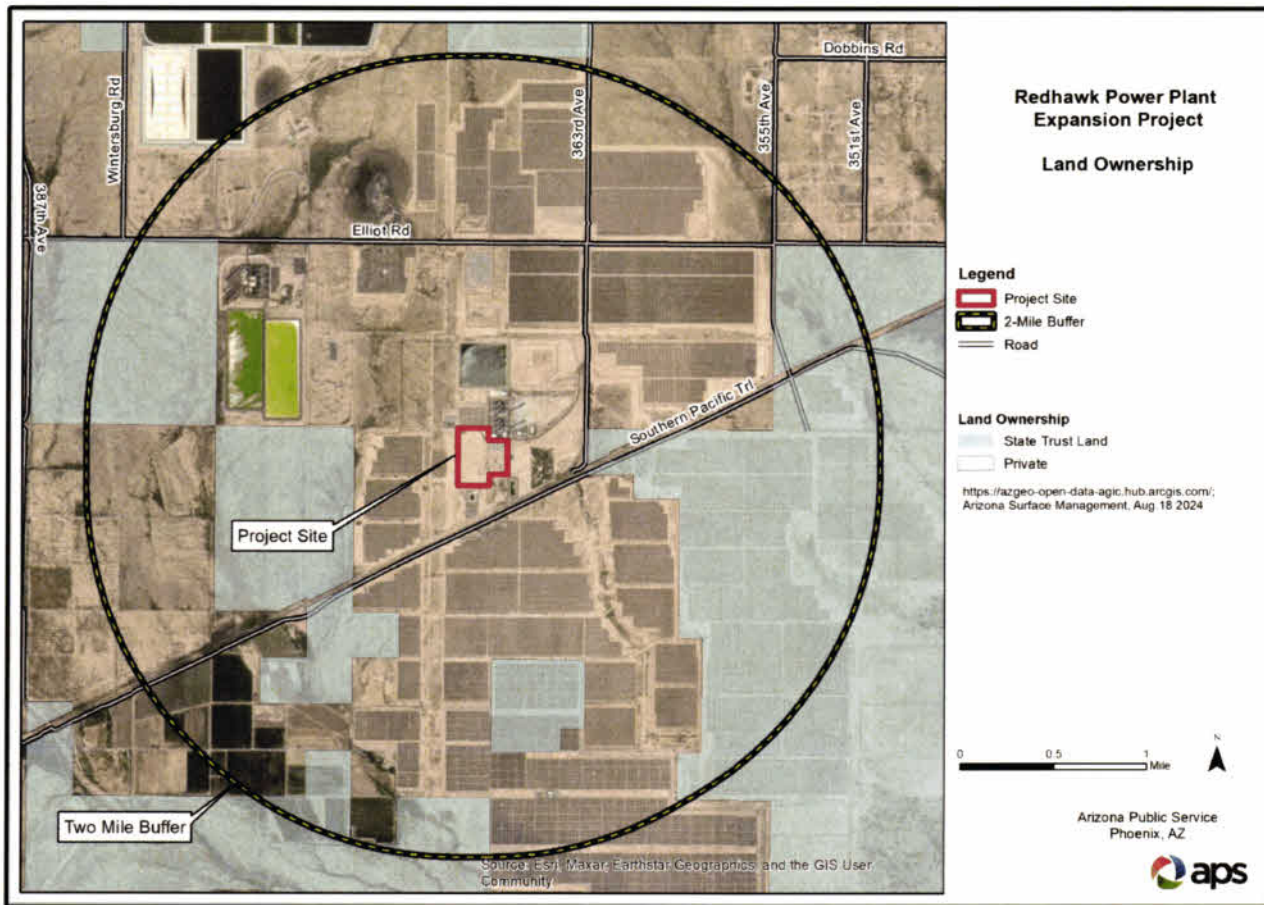 Dobbins Rd
Wintersburg Rd
363rd Ave
355th Ave
351st Ave
387th Ave
Elliot Rd
Southern Pacific Trl
Project Site
Two Mile Buffer
Source: Esri, Maxar, Earthstar Geographics, and the GIS User
Community
Redhawk Power Plant
Expansion Project
Land Ownership
Legend
Project Site
2-Mile Buffer
Road
Land Ownership
State Trust Land
Private
https://azgeo-open-data-agic.hub.arcgis.com/;
Arizona Surface Management, Aug.18 2024
0 0.5 1
Mile
N
Arizona Public Service
Phoenix, AZ
aps